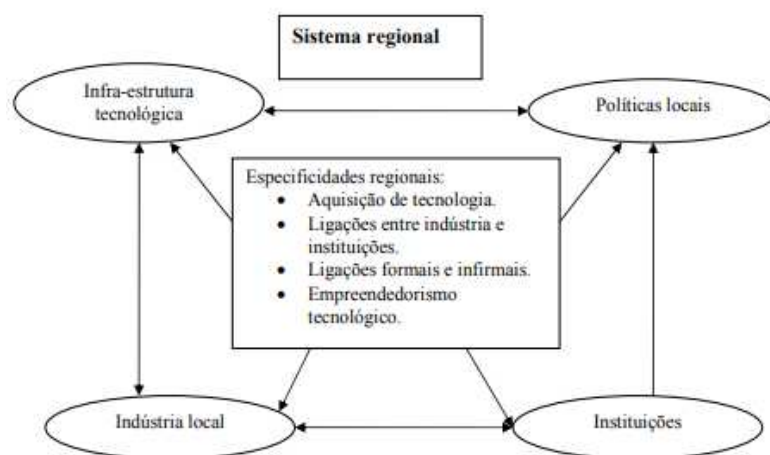 Sistema regional
Infra-estrutura
tecnológica
Políticas locais
Especificidades regionais:
• Aquisição de tecnologia.
• Ligações entre indústria e
instituições.
• Ligações formais e infirmais.
• Empreendedorismo
tecnológico.
Indústria local
Instituições